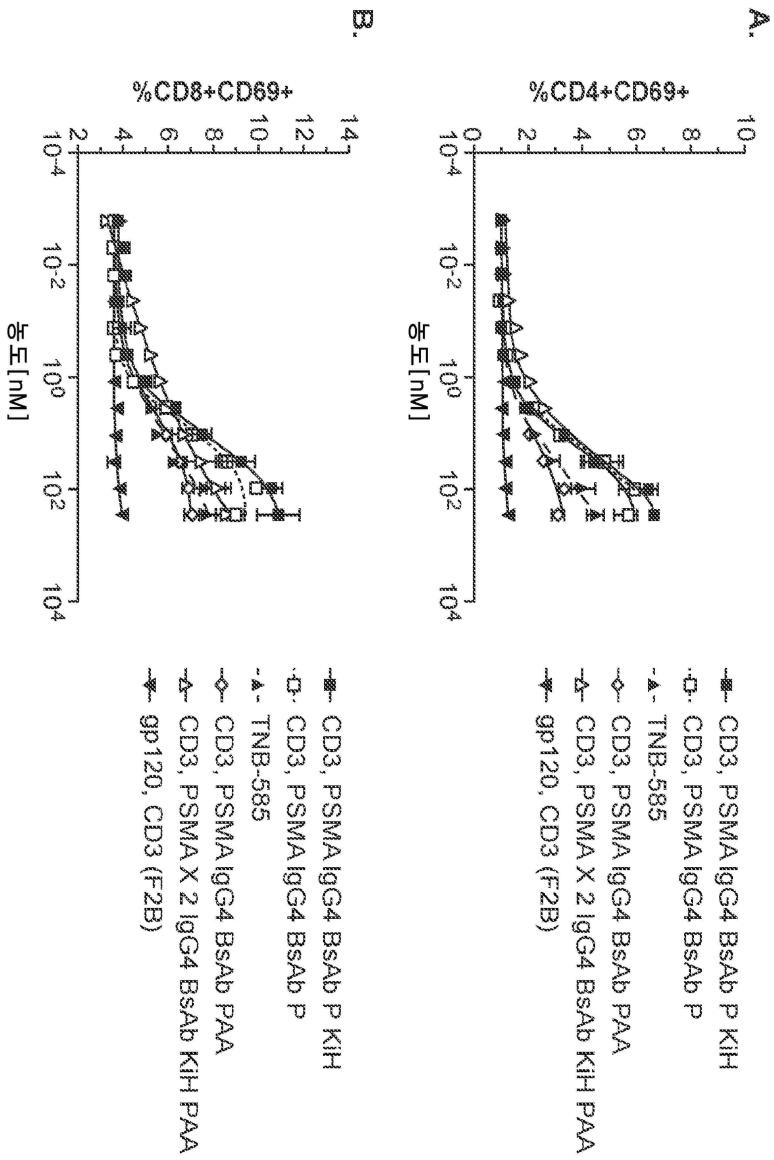 A.
%CD4+CD69+
10
8
6
4
2
0
10-4
10-2
100
102
104
농도[nM]
CD3, PSMA IgG4 BsAb P KiH
CD3, PSMA IgG4 BsAb P
TNB-585
CD3, PSMA IgG4 BsAb PAA
CD3, PSMA X 2 IgG4 BsAb KiH PAA
gp120, CD3 (F2B)
B.
%CD8+CD69+
14
12
10
8
6
4
2
10-4
10-2
100
102
104
농도[nM]
CD3, PSMA IgG4 BsAb P KiH
CD3, PSMA IgG4 BsAb P
TNB-585
CD3, PSMA IgG4 BsAb PAA
CD3, PSMA X 2 IgG4 BsAb KiH PAA
gp120, CD3 (F2B)